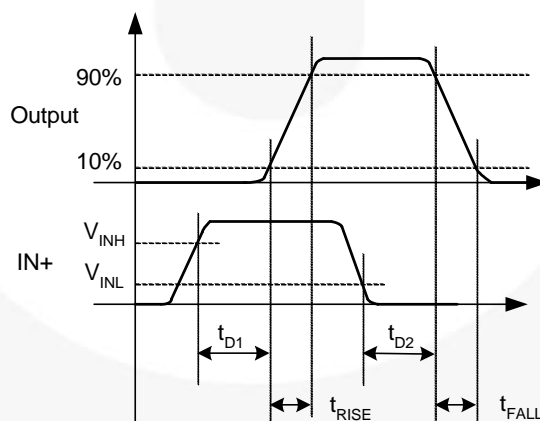 90%
Output
10%
VINH
IN+
VINL
tD1
tD2
tRISE
tFALL